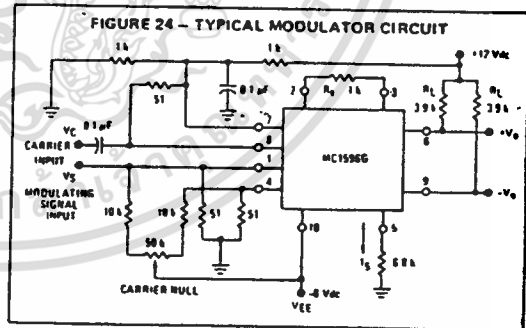 FIGURE 24 – TYPICAL MODULATOR CIRCUIT
1 k
1 k
+12 Vdc
51
0.1 µF
2
Re
1 k
3
RL
3.9 k
RL
3.9 k
VC
0.1 µF
CARRIER
INPUT
7
8
MC1596G
6
+Vo
VS
MODULATING
SIGNAL
INPUT
1
4
9
-Vo
10 k
10 k
51
51
10
5
50 k
IS
6.8 k
CARRIER NULL
-8 Vdc
VEE